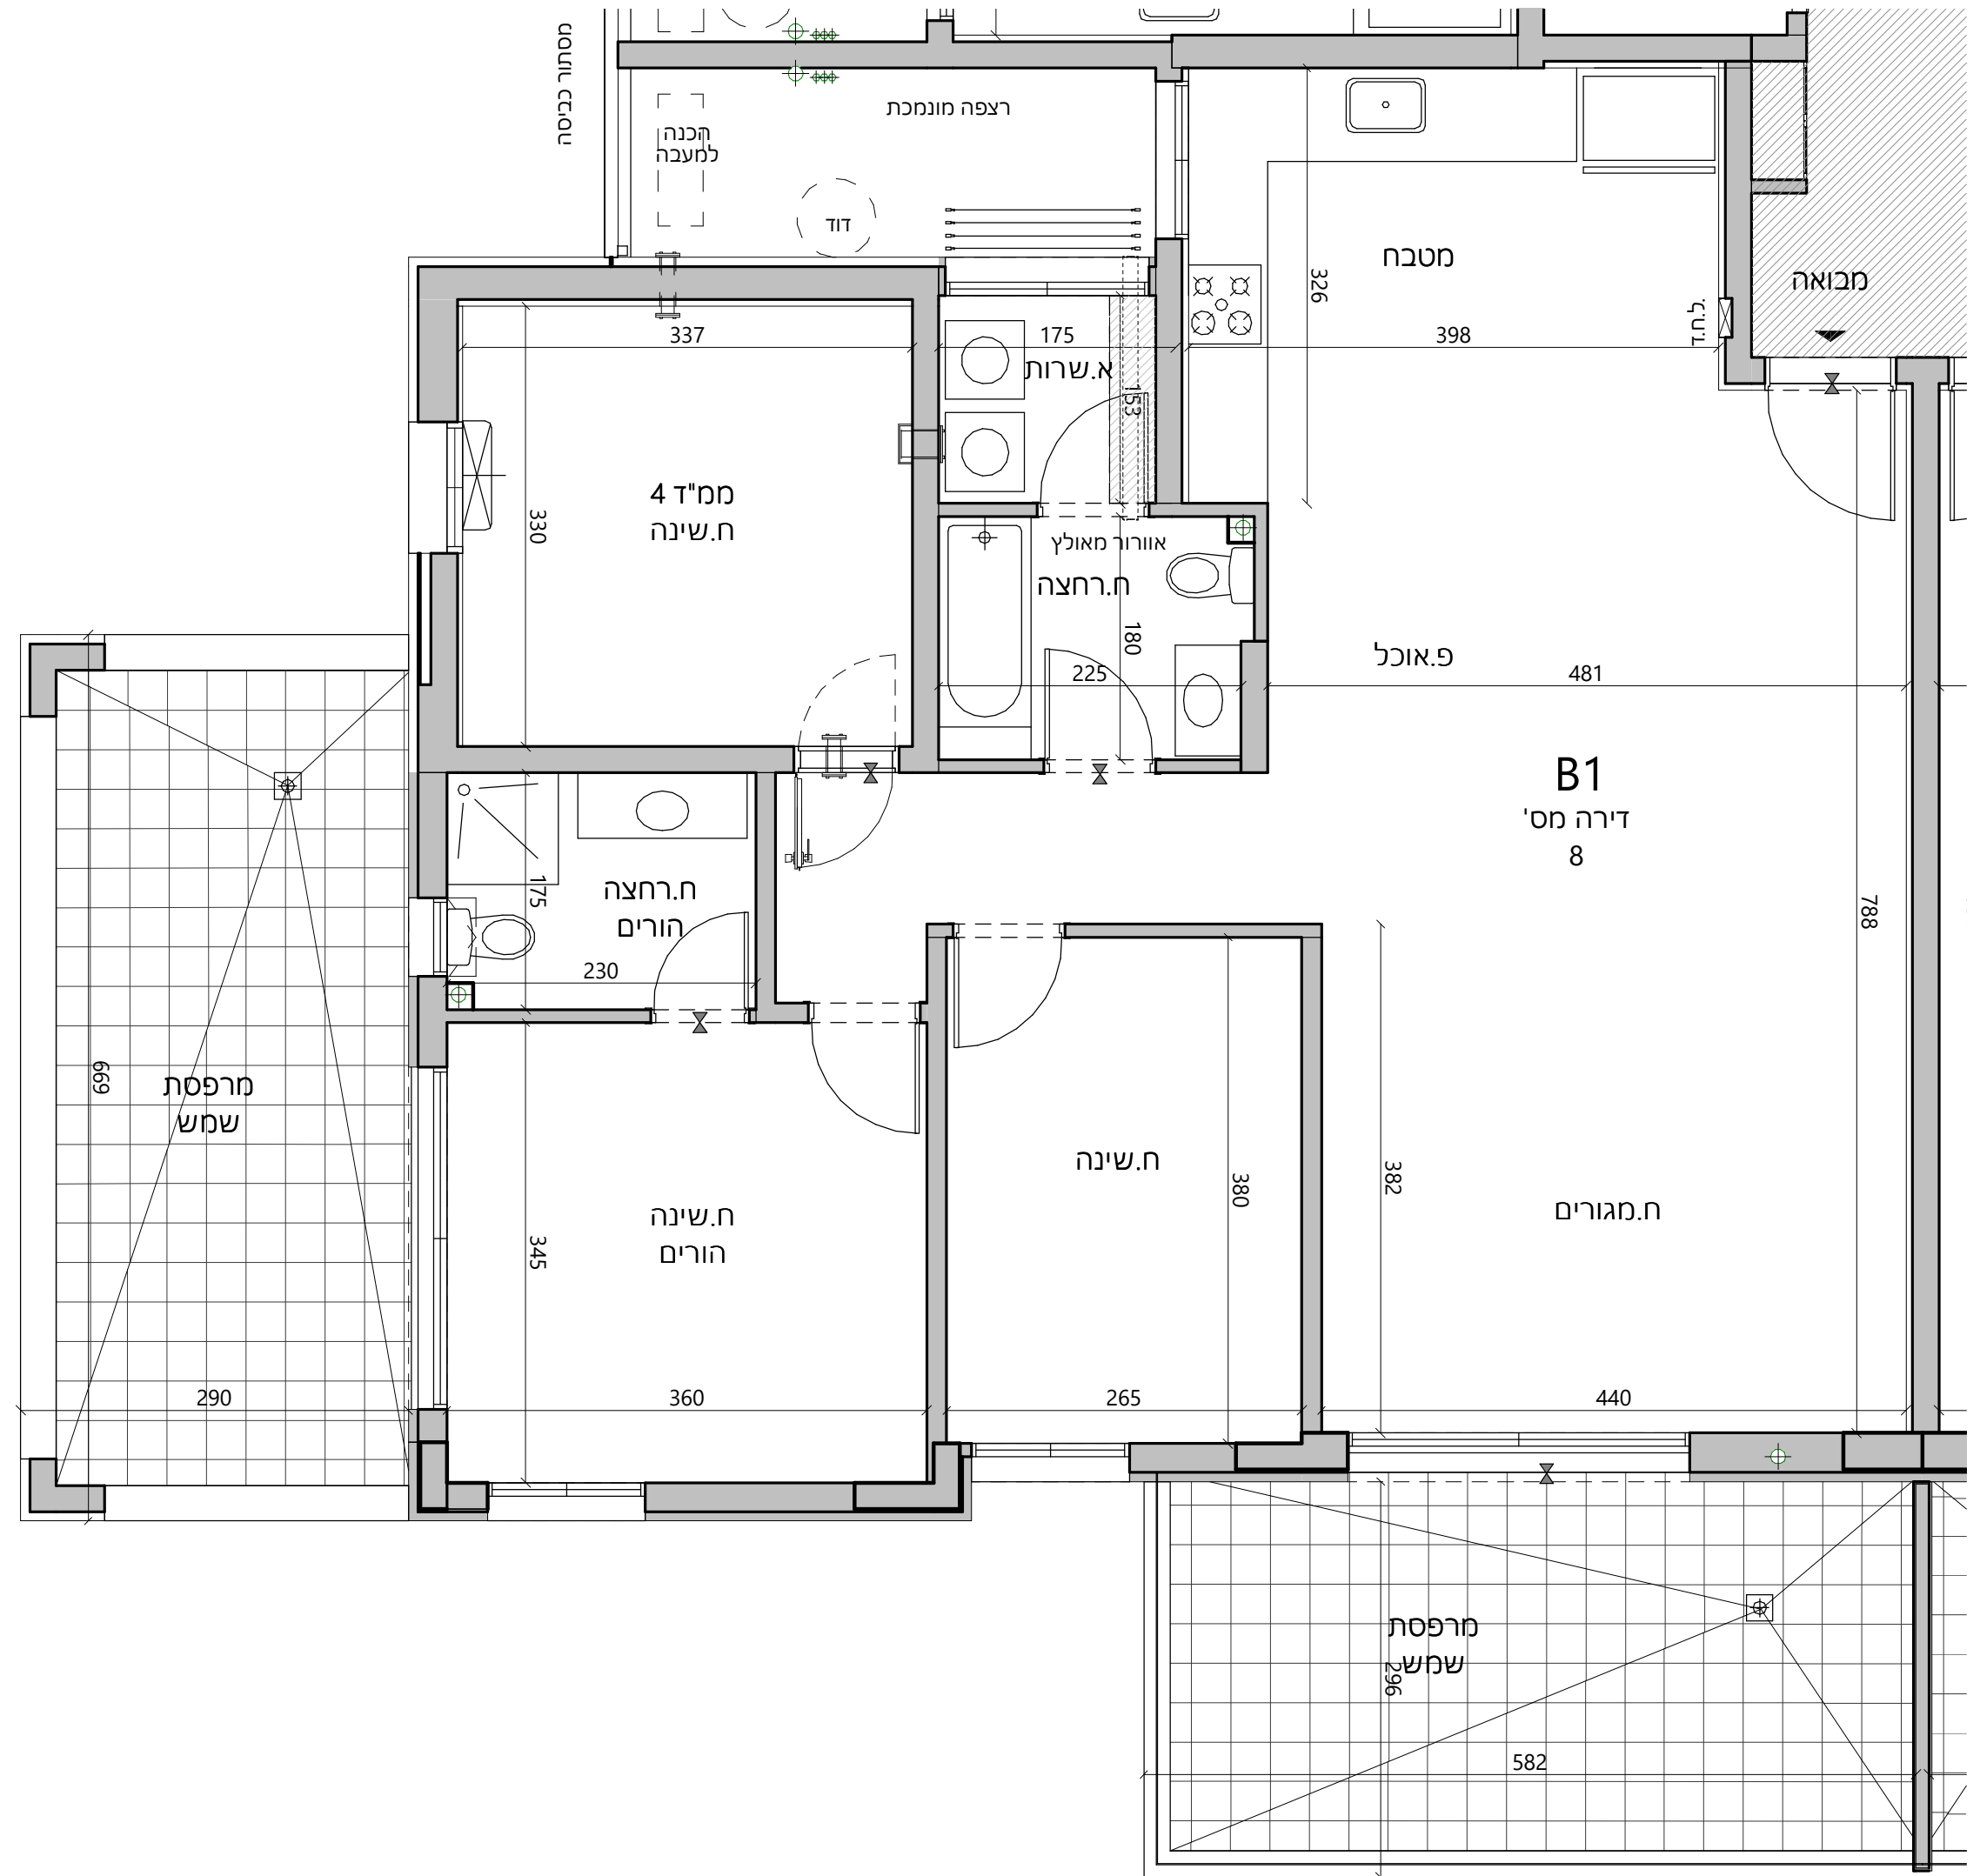 מסתור כביסה
רצפה מונמכת
הכנה
למעבה
דוד
מטבח
326
מבואה
ל.ח.ד.
337
175
398
א.שרות
153
ממ"ד 4
ח.שינה
330
אוורור מאולץ
ח.רחצה
180
225
פ.אוכל
481
B1
דירה מס'
8
175
ח.רחצה
הורים
230
788
669
מרפסת
שמש
ח.שינה
380
382
ח.מגורים
ח.שינה
הורים
345
290
360
265
440
מרפסת
שמש
296
582